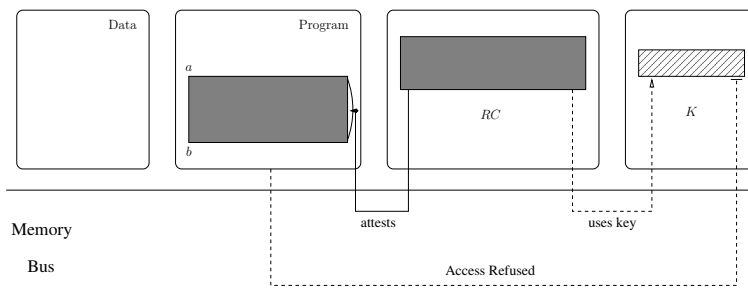 Data
Program
a
b
RC
K
attests
uses key
Memory
Bus
Access Refused